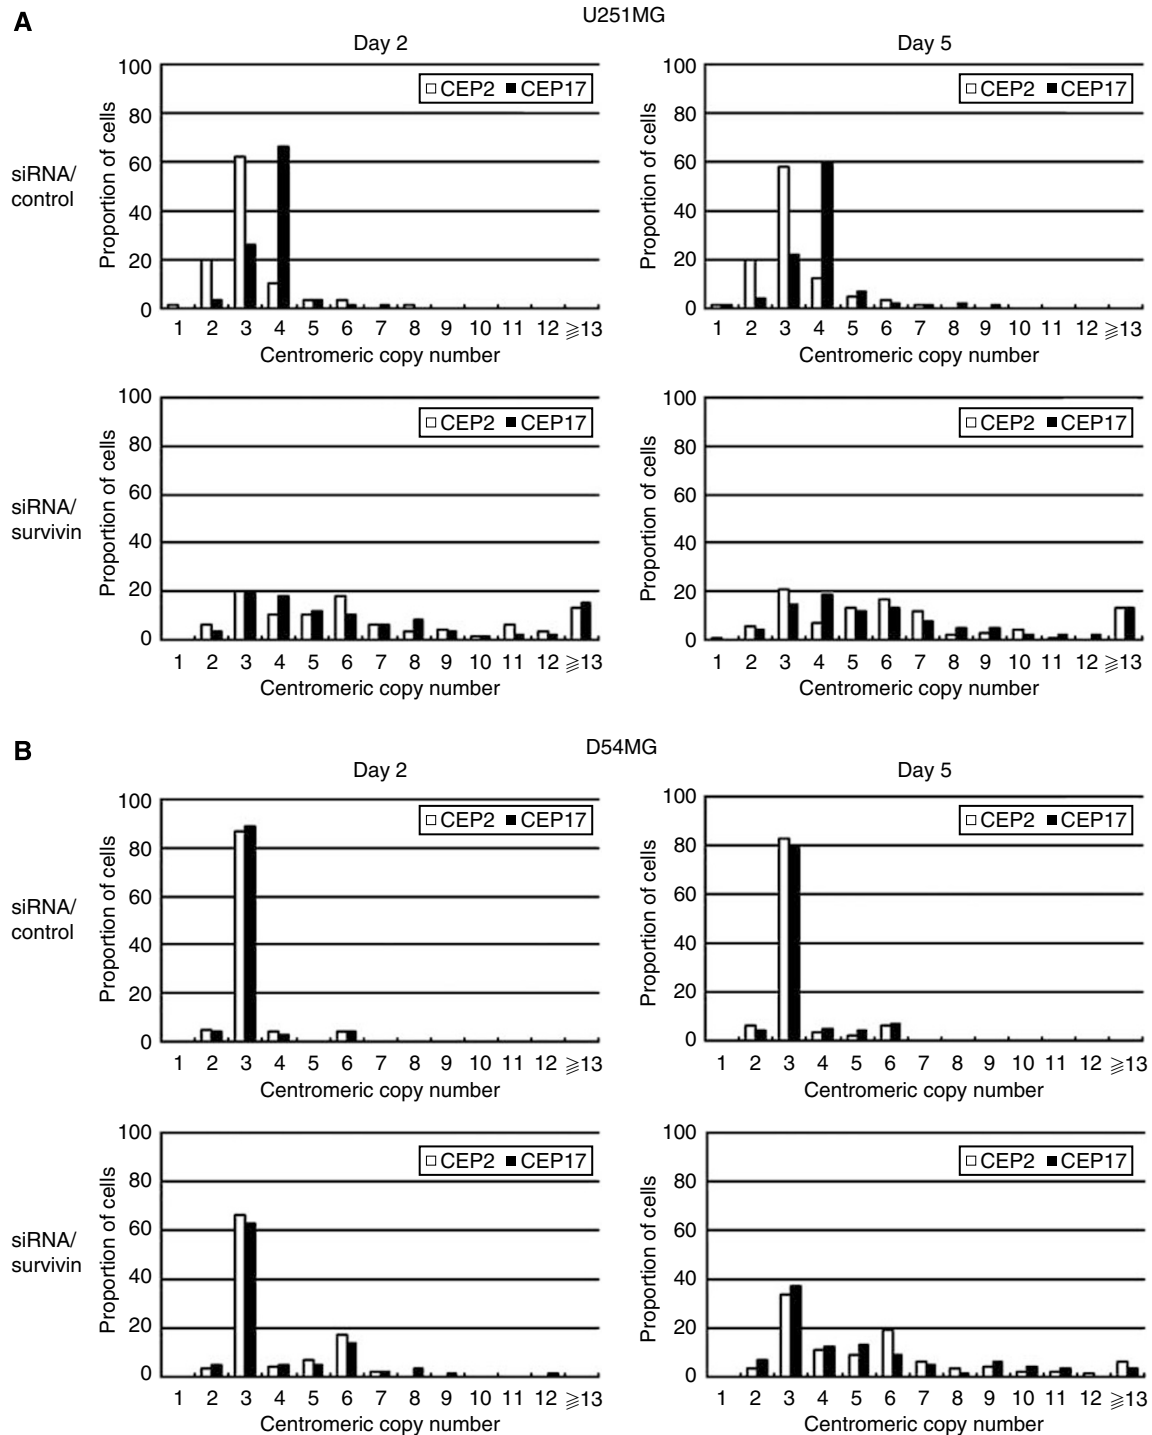 A
U251MG
Day 2
Day 5
siRNA/
control
Proportion of cells
100
80
60
40
20
0
CEP2 CEP17
1 2 3 4 5 6 7 8 9 10 11 12 ⩾13
Centromeric copy number
Proportion of cells
100
80
60
40
20
0
CEP2 CEP17
1 2 3 4 5 6 7 8 9 10 11 12 ⩾13
Centromeric copy number
siRNA/
survivin
Proportion of cells
100
80
60
40
20
0
CEP2 CEP17
1 2 3 4 5 6 7 8 9 10 11 12 ⩾13
Centromeric copy number
Proportion of cells
100
80
60
40
20
0
CEP2 CEP17
1 2 3 4 5 6 7 8 9 10 11 12 ⩾13
Centromeric copy number
B
D54MG
Day 2
Day 5
siRNA/
control
Proportion of cells
100
80
60
40
20
0
CEP2 CEP17
1 2 3 4 5 6 7 8 9 10 11 12 ⩾13
Centromeric copy number
Proportion of cells
100
80
60
40
20
0
CEP2 CEP17
1 2 3 4 5 6 7 8 9 10 11 12 ⩾13
Centromeric copy number
siRNA/
survivin
Proportion of cells
100
80
60
40
20
0
CEP2 CEP17
1 2 3 4 5 6 7 8 9 10 11 12 ⩾13
Centromeric copy number
Proportion of cells
100
80
60
40
20
0
CEP2 CEP17
1 2 3 4 5 6 7 8 9 10 11 12 ⩾13
Centromeric copy number